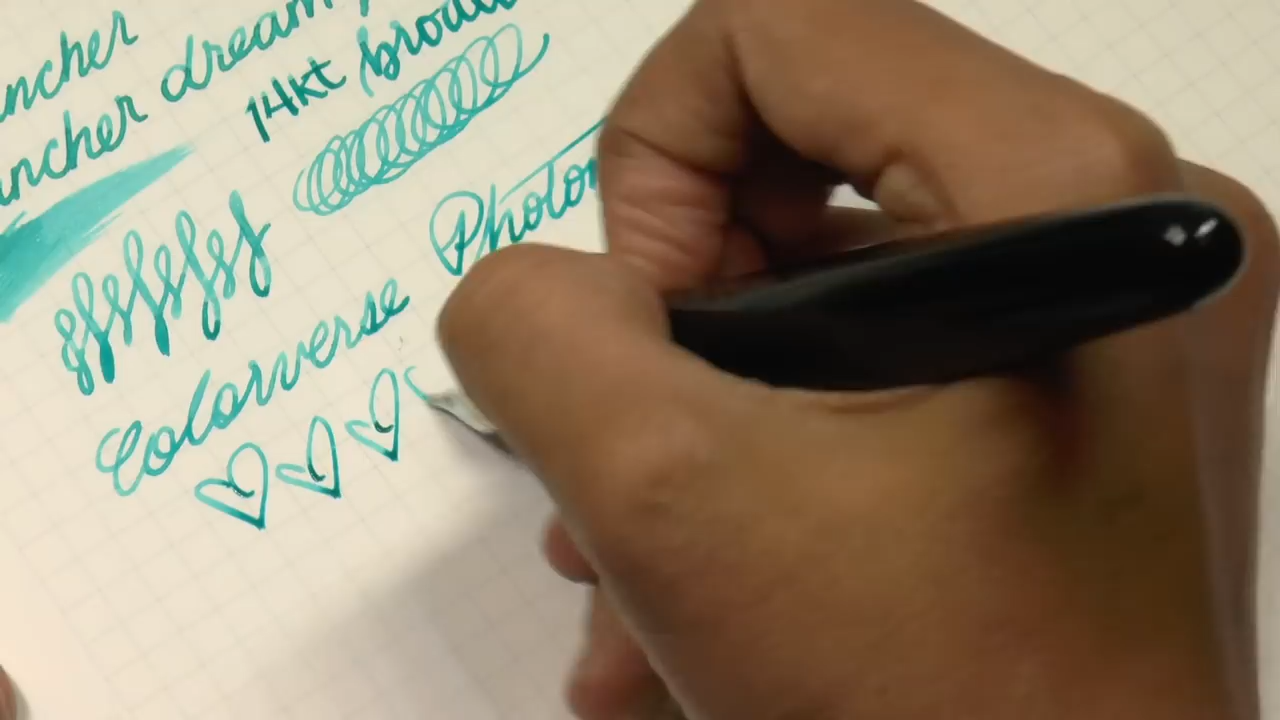 ncher
ncher dream
14kt broad
Photon
Colorverse